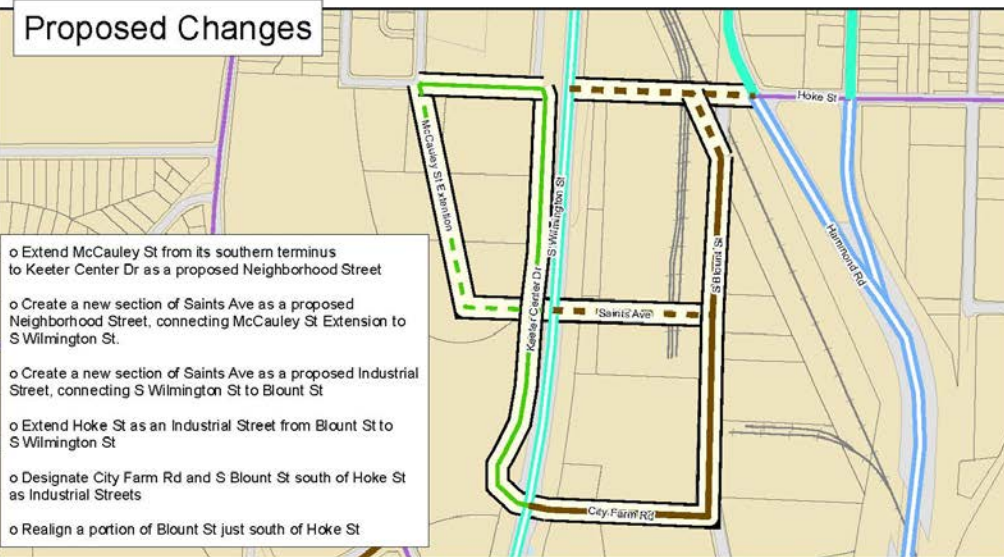 Proposed Changes
Hoke St
McCauley St Extention
S Wilmington St
Hammond Rd
S Blount St
Keeter Center Dr
Saints Ave
City Farm Rd
o Extend McCauley St from its southern terminus
to Keeter Center Dr as a proposed Neighborhood Street
o Create a new section of Saints Ave as a proposed
Neighborhood Street, connecting McCauley St Extension to
S Wilmington St.
o Create a new section of Saints Ave as a proposed Industrial
Street, connecting S Wilmington St to Blount St
o Extend Hoke St as an Industrial Street from Blount St to
S Wilmington St
o Designate City Farm Rd and S Blount St south of Hoke St
as Industrial Streets
o Realign a portion of Blount St just south of Hoke St